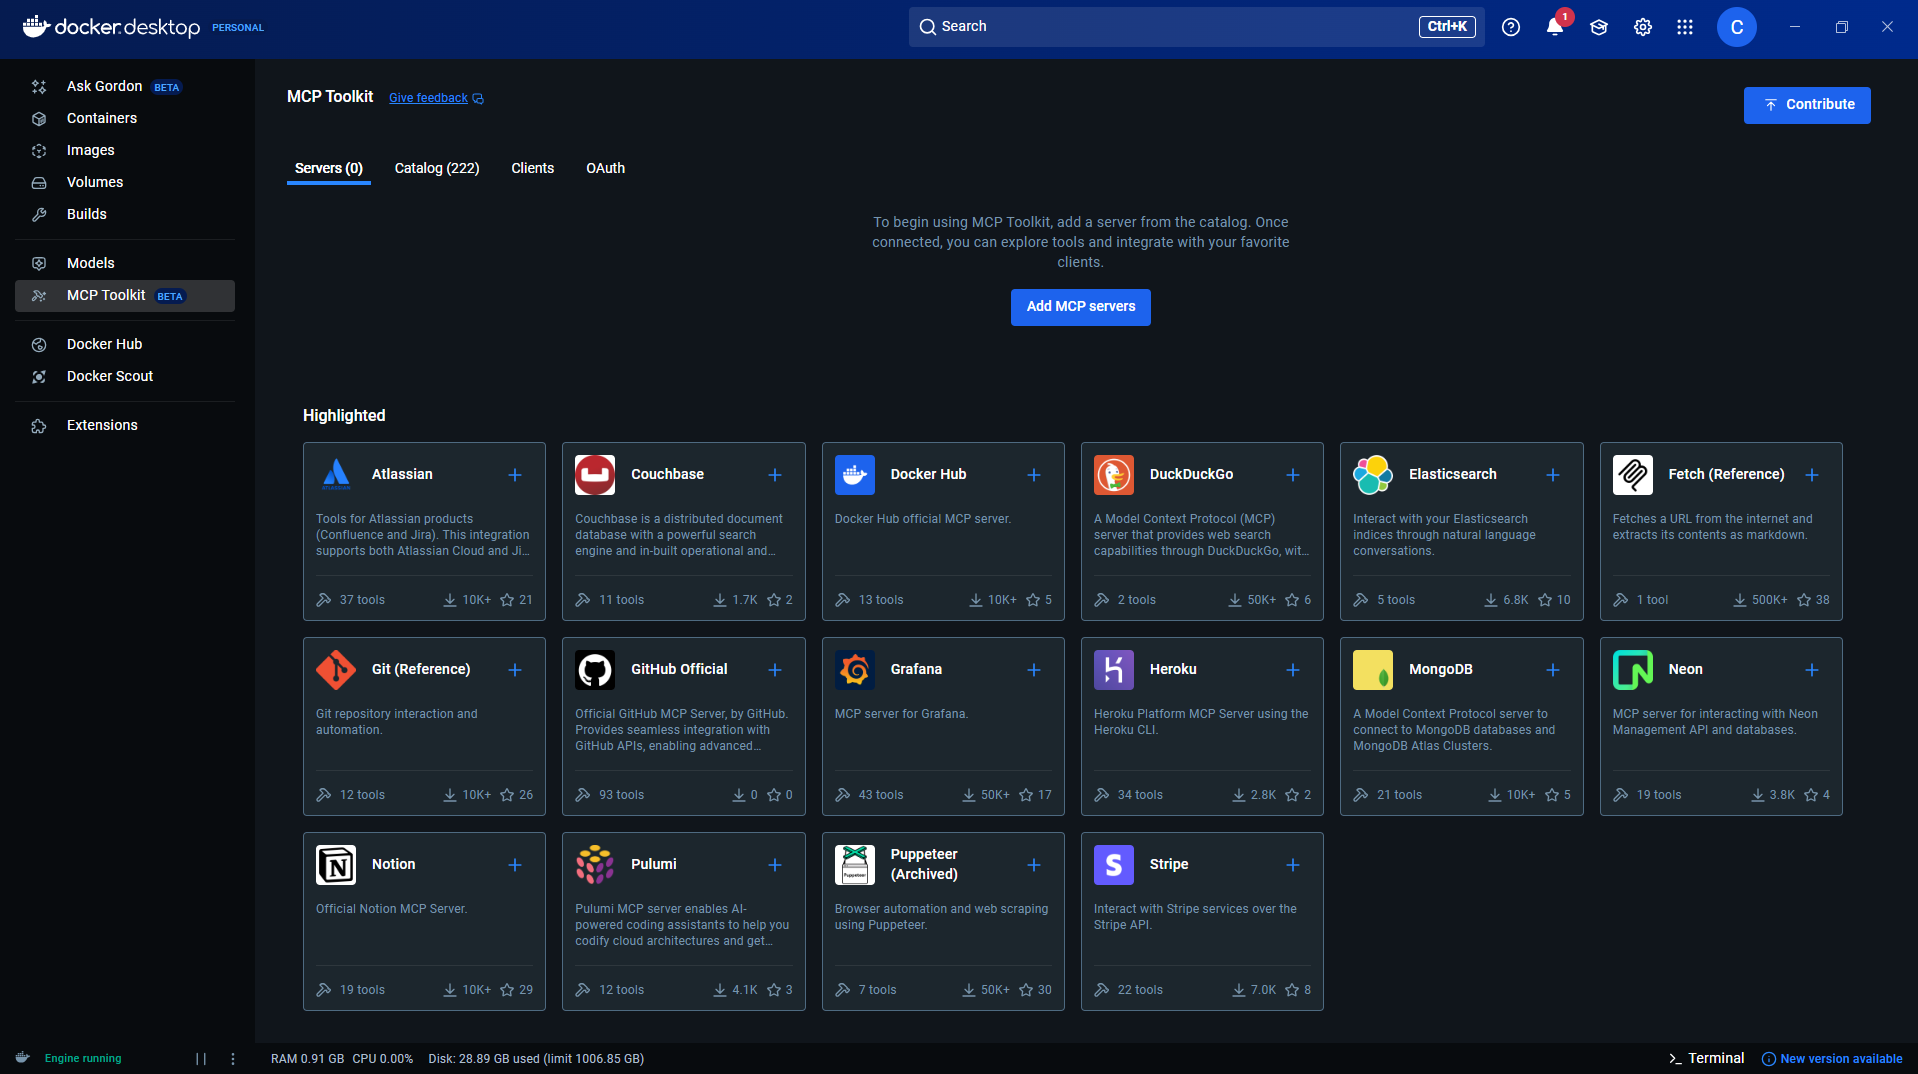 docker.desktop PERSONAL
Search
Ctrl+K
1
C
Ask Gordon BETA
Containers
Images
Volumes
Builds
Models
MCP Toolkit BETA
Docker Hub
Docker Scout
Extensions
MCP Toolkit Give feedback
Contribute
Servers (0) Catalog (222) Clients OAuth
To begin using MCP Toolkit, add a server from the catalog. Once
connected, you can explore tools and integrate with your favorite
clients.
Add MCP servers
Highlighted
Atlassian
Tools for Atlassian products
(Confluence and Jira). This integration
supports both Atlassian Cloud and Ji...
37 tools 10K+ 21
Couchbase
Couchbase is a distributed document
database with a powerful search
engine and in-built operational and...
11 tools 1.7K 2
Docker Hub
Docker Hub official MCP server.
13 tools 10K+ 5
DuckDuckGo
A Model Context Protocol (MCP)
server that provides web search
capabilities through DuckDuckGo, wit...
2 tools 50K+ 6
Elasticsearch
Interact with your Elasticsearch
indices through natural language
conversations.
5 tools 6.8K 10
Fetch (Reference)
Fetches a URL from the internet and
extracts its contents as markdown.
1 tool 500K+ 38
Git (Reference)
Git repository interaction and
automation.
12 tools 10K+ 26
GitHub Official
Official GitHub MCP Server, by GitHub.
Provides seamless integration with
GitHub APIs, enabling advanced...
93 tools 0 0
Grafana
MCP server for Grafana.
43 tools 50K+ 17
Heroku
Heroku Platform MCP Server using the
Heroku CLI.
34 tools 2.8K 2
MongoDB
A Model Context Protocol server to
connect to MongoDB databases and
MongoDB Atlas Clusters.
21 tools 10K+ 5
Neon
MCP server for interacting with Neon
Management API and databases.
19 tools 3.8K 4
Notion
Official Notion MCP Server.
19 tools 10K+ 29
Pulumi
Pulumi MCP server enables AI-
powered coding assistants to help you
codify cloud architectures and get...
12 tools 4.1K 3
Puppeteer
Puppeteer
(Archived)
Browser automation and web scraping
using Puppeteer.
7 tools 50K+ 30
Stripe
Interact with Stripe services over the
Stripe API.
22 tools 7.0K 8
Engine running
RAM 0.91 GB CPU 0.00% Disk: 28.89 GB used (limit 1006.85 GB)
Terminal
New version available